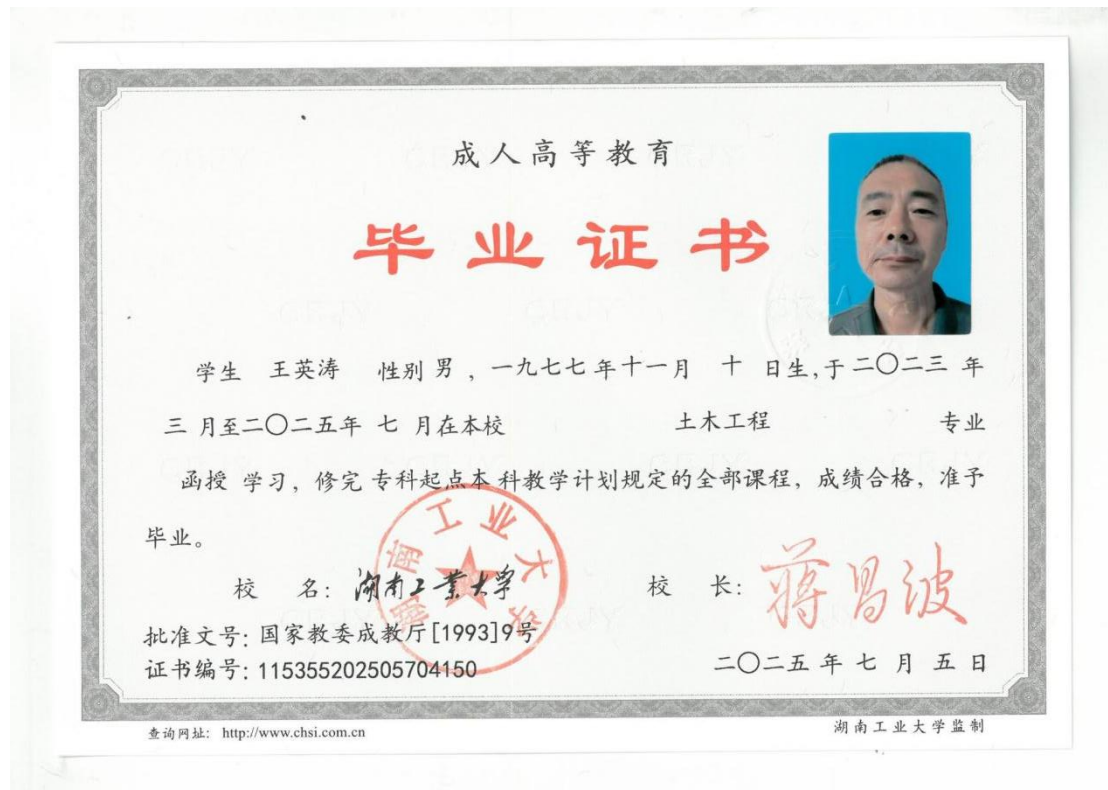 成人高等教育
毕业证书
学生 王英涛 性别 男 ，一九七七 年 十一 月 十 日生,于 二〇二三 年
三 月至 二〇二五 年 七 月在本校 土木工程 专业
函授 学习，修完 专科起点本 科教学计划规定的全部课程，成绩合格，准予
毕业。
校 名：湖南工業大學 校 长：蒋昌波
湖南工业大学
批准文号: 国家教委成教厅[1993]9号
证书编号: 115355202505704150
二〇二五 年 七 月 五 日
查询网址: http://www.chsi.com.cn
湖南工业大学监制